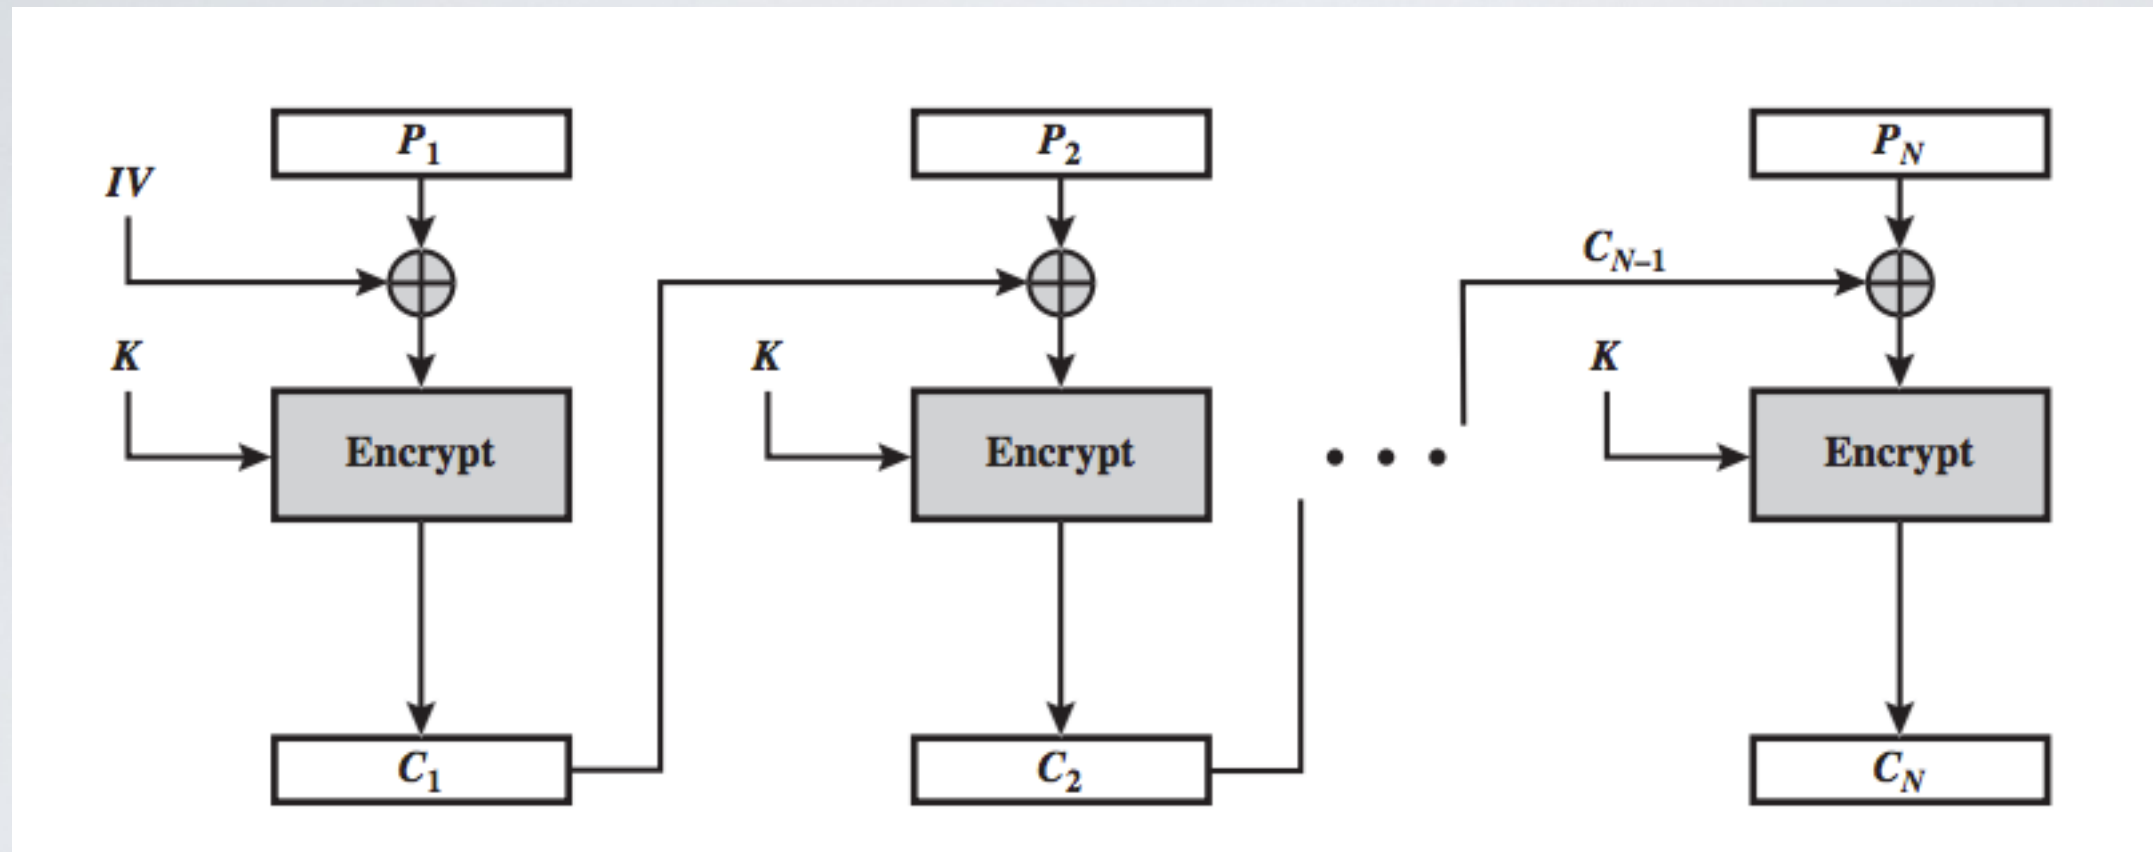 P1
P2
PN
IV
CN–1
K
K
K
Encrypt
Encrypt
Encrypt
C1
C2
CN